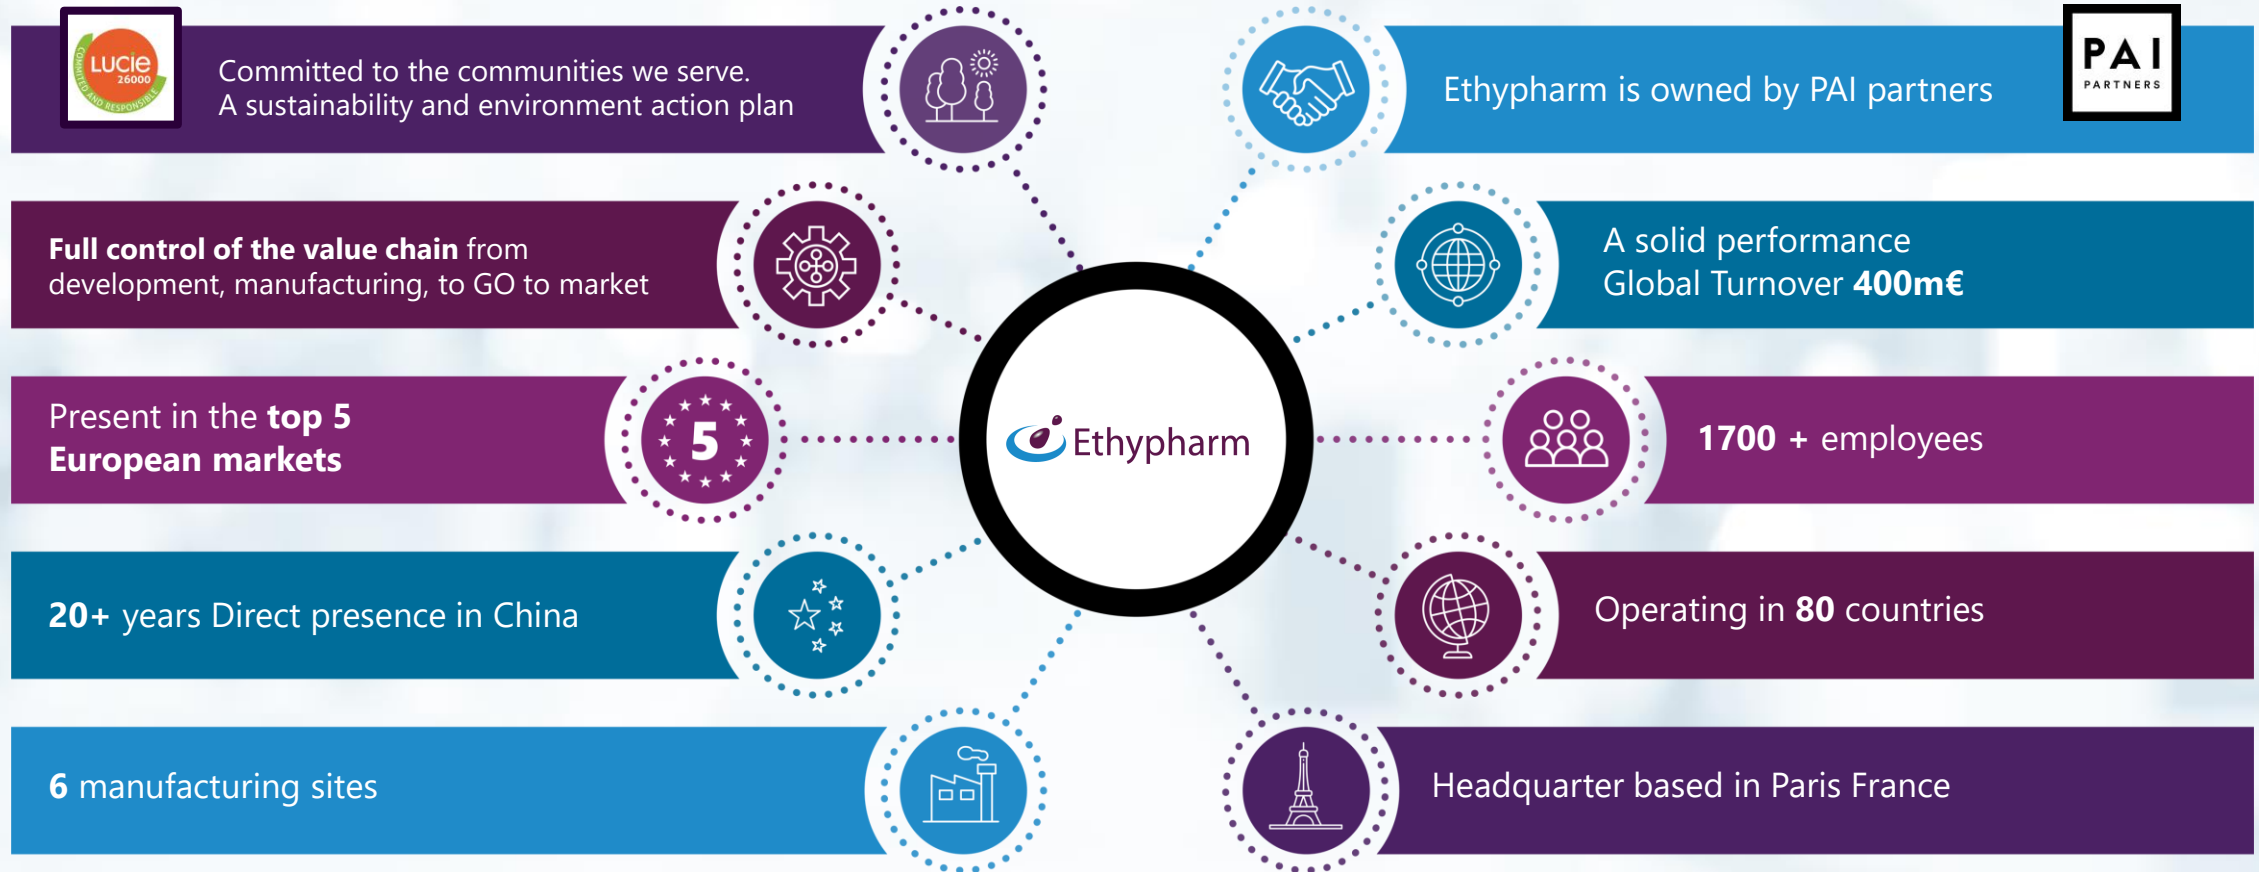 LUCIE
26000
COMMITTED AND RESPONSIBLE
Committed to the communities we serve.
A sustainability and environment action plan
Full control of the value chain from
development, manufacturing, to GO to market
Present in the top 5
European markets
5
20+ years Direct presence in China
6 manufacturing sites
Ethypharm
Ethypharm is owned by PAI partners
PAI
PARTNERS
A solid performance
Global Turnover 400m€
1700 + employees
Operating in 80 countries
Headquarter based in Paris France